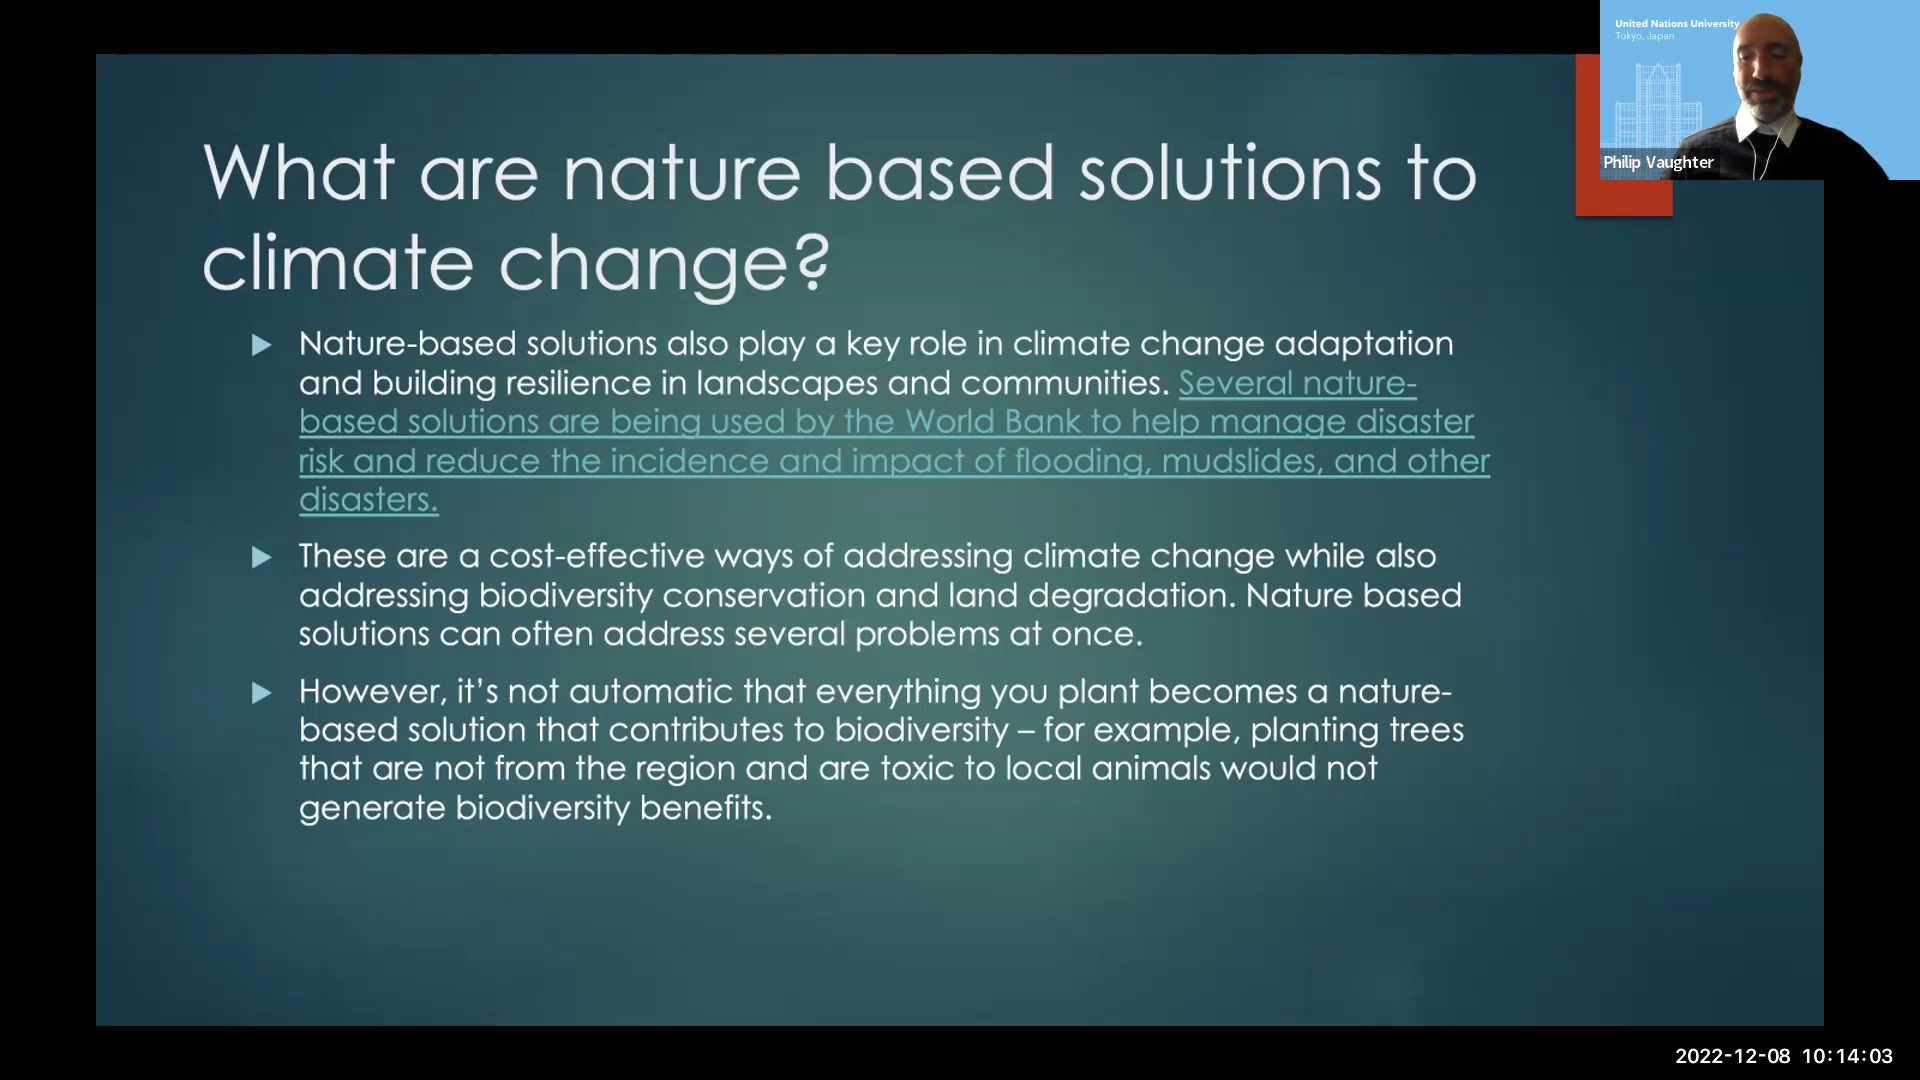 United Nations University
Tokyo, Japan
Philip Vaughter
What are nature based solutions to
climate change?
Nature-based solutions also play a key role in climate change adaptation
and building resilience in landscapes and communities. Several nature-
based solutions are being used by the World Bank to help manage disaster
risk and reduce the incidence and impact of flooding, mudslides, and other
disasters.
These are a cost-effective ways of addressing climate change while also
addressing biodiversity conservation and land degradation. Nature based
solutions can often address several problems at once.
However, it’s not automatic that everything you plant becomes a nature-
based solution that contributes to biodiversity – for example, planting trees
that are not from the region and are toxic to local animals would not
generate biodiversity benefits.
2022-12-08 10:14:03